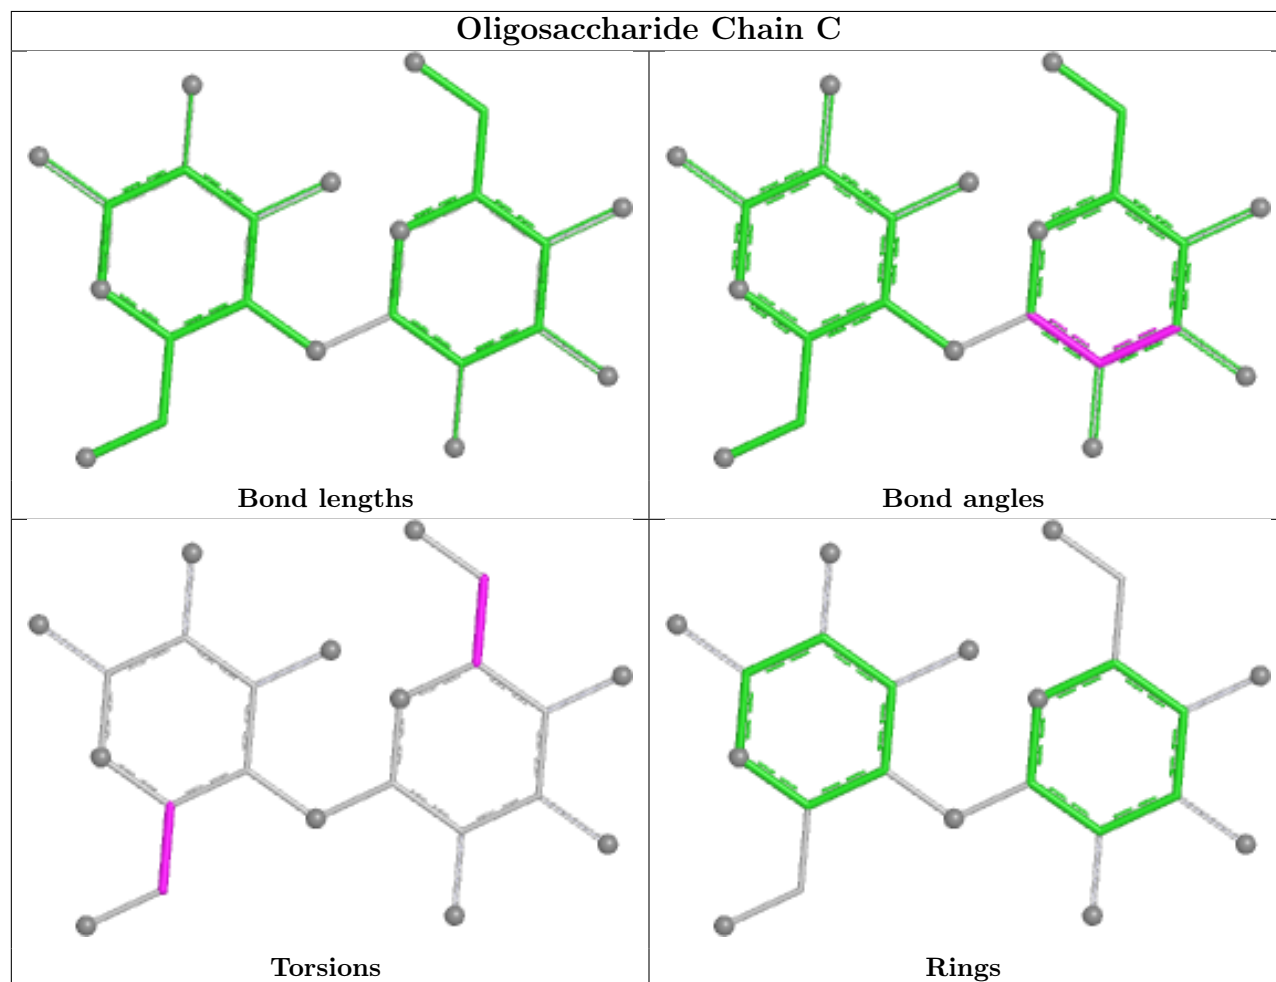 Oligosaccharide Chain C
Bond lengths
Bond angles
Torsions
Rings